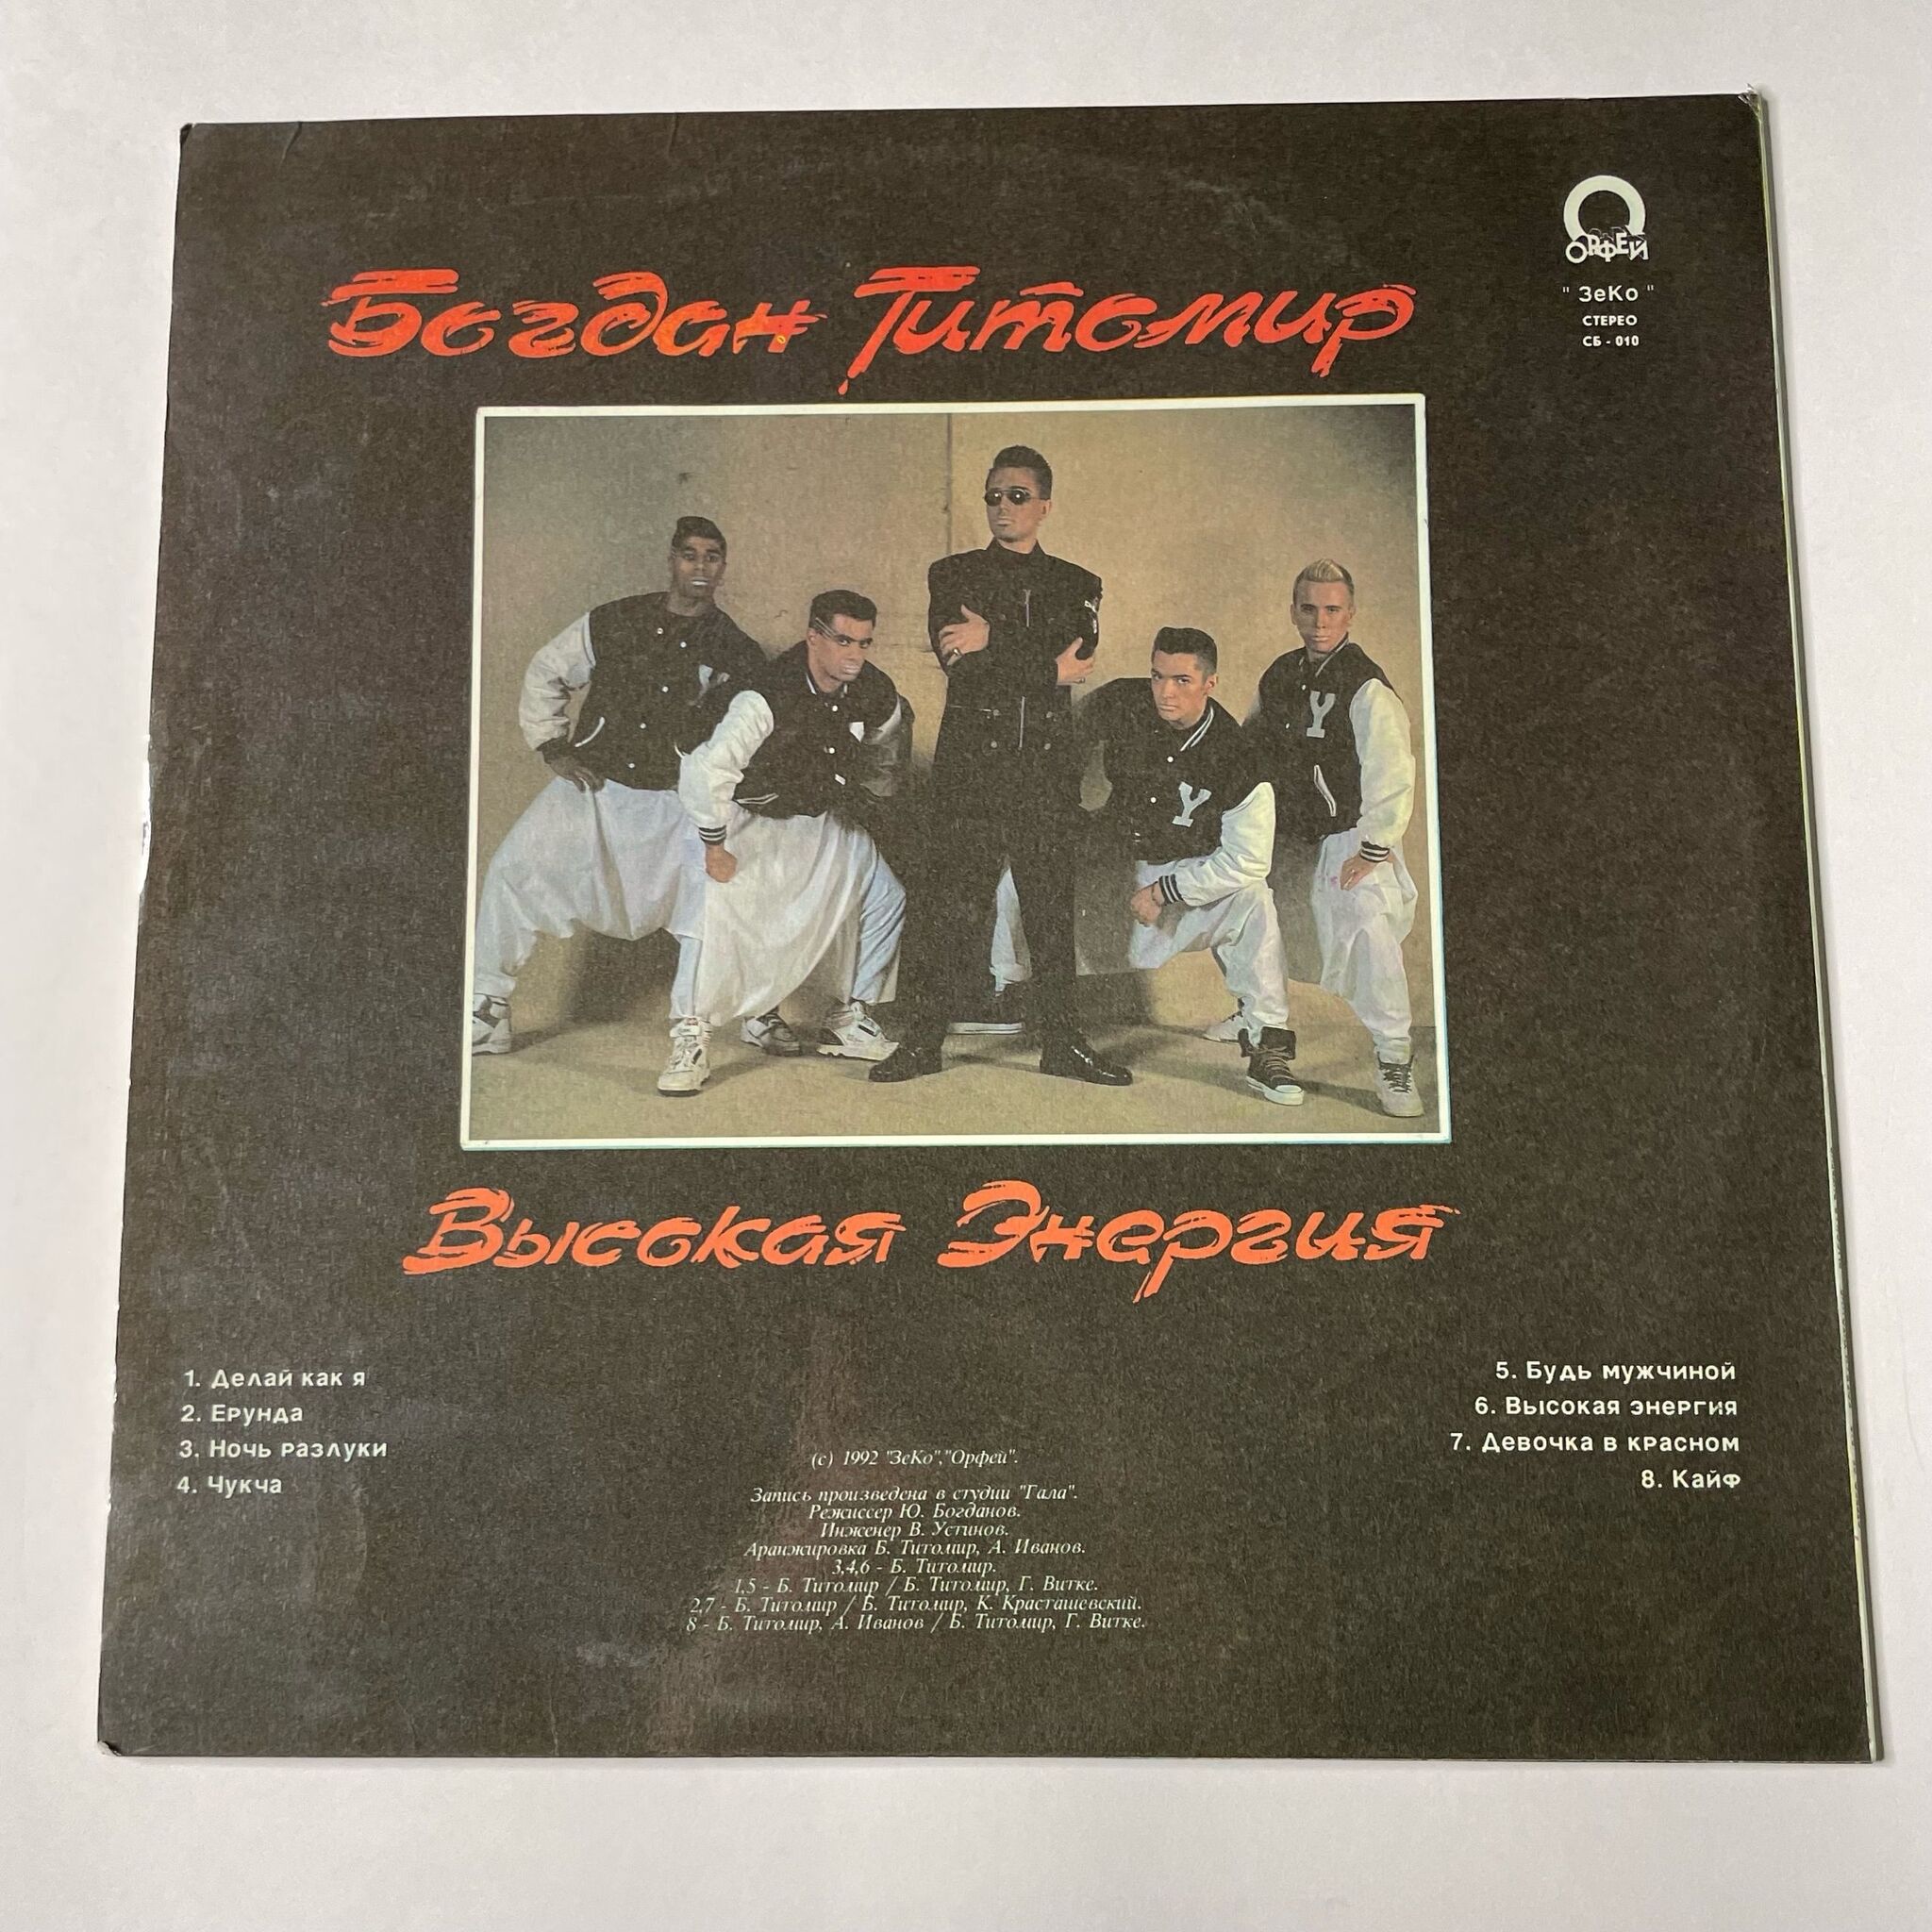 ОРФЕЙ
"ЗеКо"
СТЕРЕО
СБ - 010
Богдан Титомир
Y
Y
Высокая Энергия
1. Делай как я
2. Ерунда
3. Ночь разлуки
4. Чукча
5. Будь мужчиной
6. Высокая энергия
7. Девочка в красном
8. Кайф
(c) 1992 "ЗеКо","Орфей".
Запись произведена в студии "Гала".
Режиссер Ю. Богданов.
Инженер В. Устинов.
Аранжировка Б. Титомир, А. Иванов.
3,4,6 - Б. Титомир.
1,5 - Б. Титомир / Б. Титомир, Г. Витке.
2,7 - Б. Титомир / Б. Титомир, К. Красташевский.
8 - Б. Титомир, А. Иванов / Б. Титомир, Г. Витке.